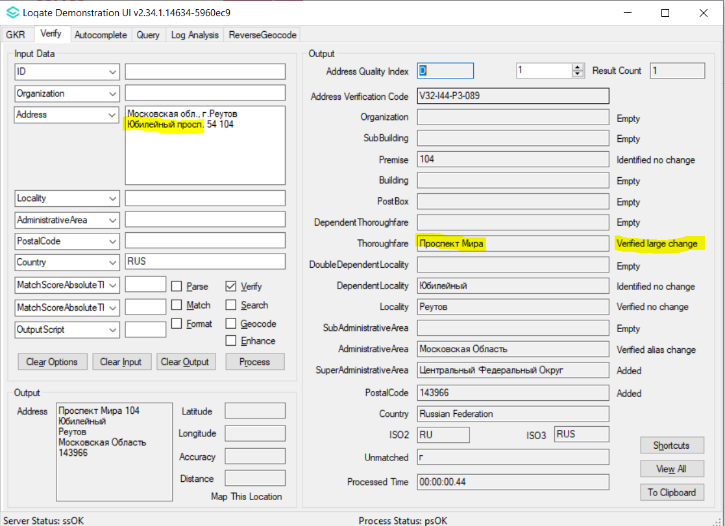 Loqate Demonstration UI v2.34.1.14634-5960ec9
GKR Verify Autocomplete Query Log Analysis ReverseGeocode
Input Data
ID
Organization
Address
Московская обл., г.Реутов
Юбилейный просп. 54 104
Locality
AdministrativeArea
PostalCode
Country RUS
MatchScoreAbsoluteTl Parse Verify
MatchScoreAbsoluteTl Match Search
OutputScript Format Geocode
Enhance
Clear Options Clear Input Clear Output Process
Output
Address
Проспект Мира 104
Юбилейный
Реутов
Московская Область
143966
Latitude
Longitude
Accuracy
Distance
Map This Location
Output
Address Quality Index D 1 Result Count 1
Address Verification Code V32-I44-P3-089
Organization Empty
SubBuilding Empty
Premise 104 Identified no change
Building Empty
PostBox Empty
DependentThoroughfare Empty
Thoroughfare Проспект Мира Verified large change
DoubleDependentLocality Empty
DependentLocality Юбилейный Identified no change
Locality Реутов Verified no change
SubAdministrativeArea Empty
AdministrativeArea Московская Область Verified alias change
SuperAdministrativeArea Центральный Федеральный Округ Added
PostalCode 143966 Added
Country Russian Federation
ISO2 RU ISO3 RUS
Unmatched г
Processed Time 00:00:00.44
Shortcuts
View All
To Clipboard
Server Status: ssOK Process Status: psOK